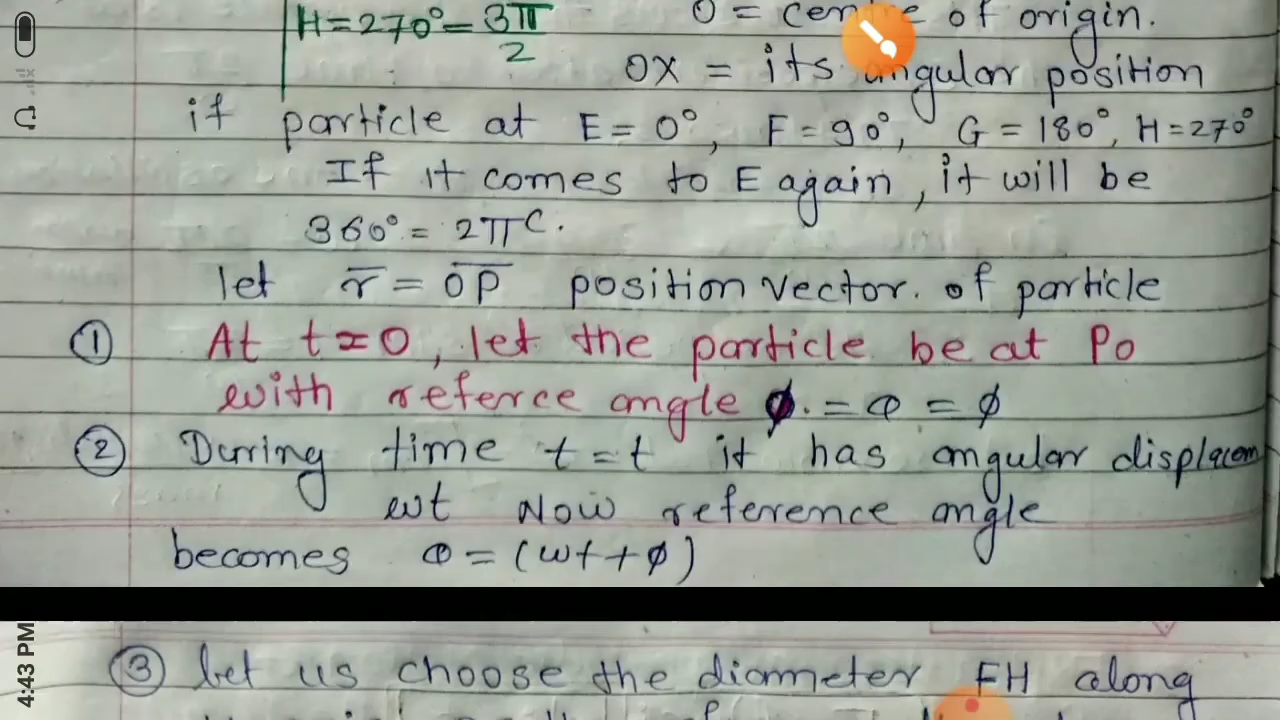 H = 270° = 3π/2
O = centre of origin.
OX = its angular position
if particle at E = 0°, F = 90°, G = 180°, H = 270°
If it comes to E again, it will be
360° = 2πᶜ.
let r̅ = O̅P̅ position vector. of particle
① At t = 0, let the particle be at Po
with refernce angle ϕ. = Φ = ϕ
② During time t = t it has angular displacem
ωt Now reference angle
becomes Φ = (ωt + ϕ)
4:43 PM
③ let us choose the diameter FH along